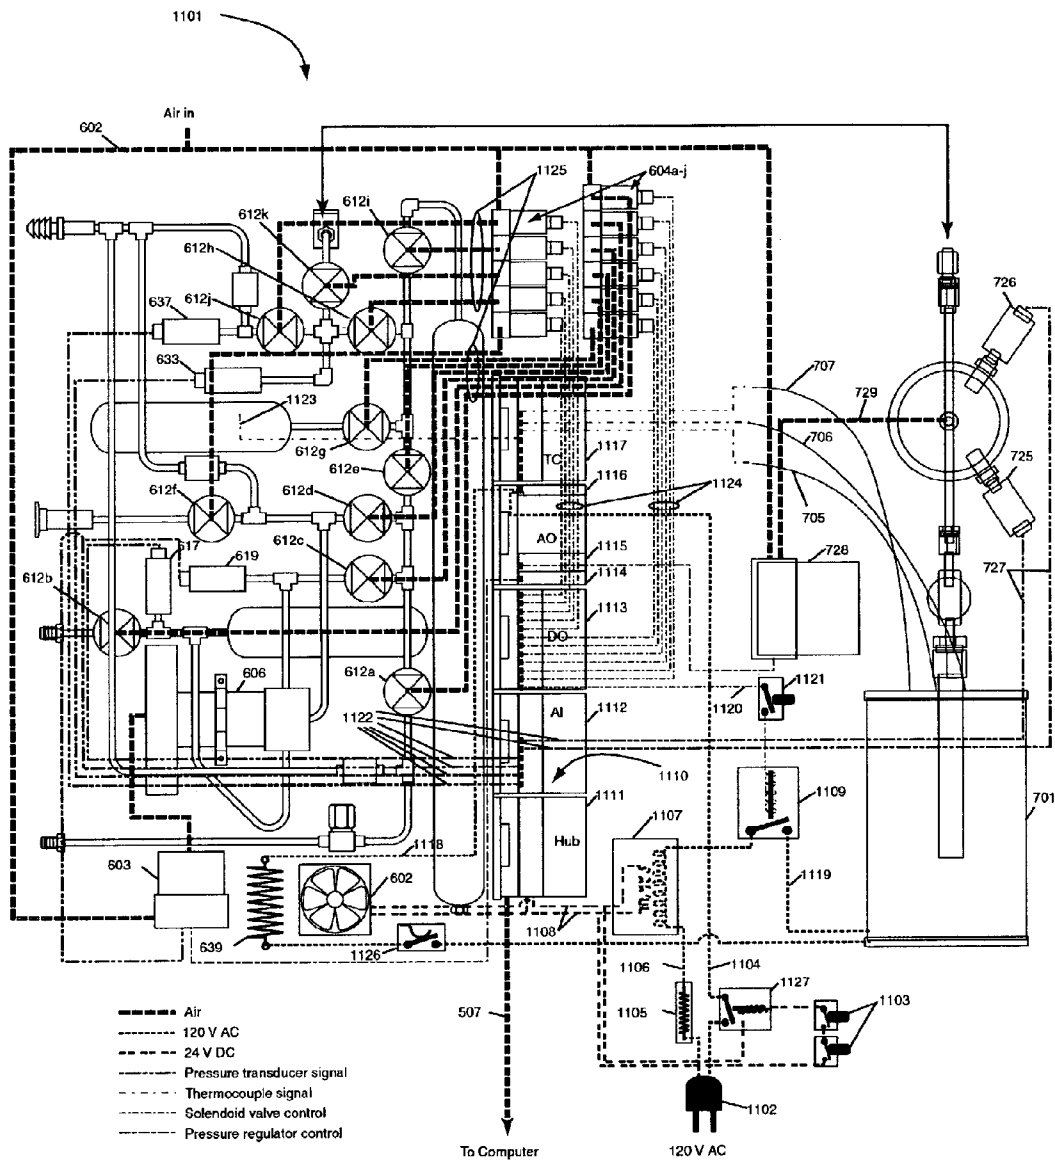 1101
Air in
602
1125
604a-j
612i
612k
612h
612j
637
633
726
707
729
706
1123
612g
612e
TC
1117
1116
725
1124
705
612f
612d
AO
612c
617
619
1115
1114
728
727
612b
1113
DO
606
612a
1121
1120
1122
AI
1112
1110
1109
701
1111
1107
Hub
603
1118
602
1119
639
1126
1108
1106
1104
1127
1105
1103
507
1102
Air
120 V AC
24 V DC
Pressure transducer signal
Thermocouple signal
Solendoid valve control
Pressure regulator control
To Computer
120 V AC